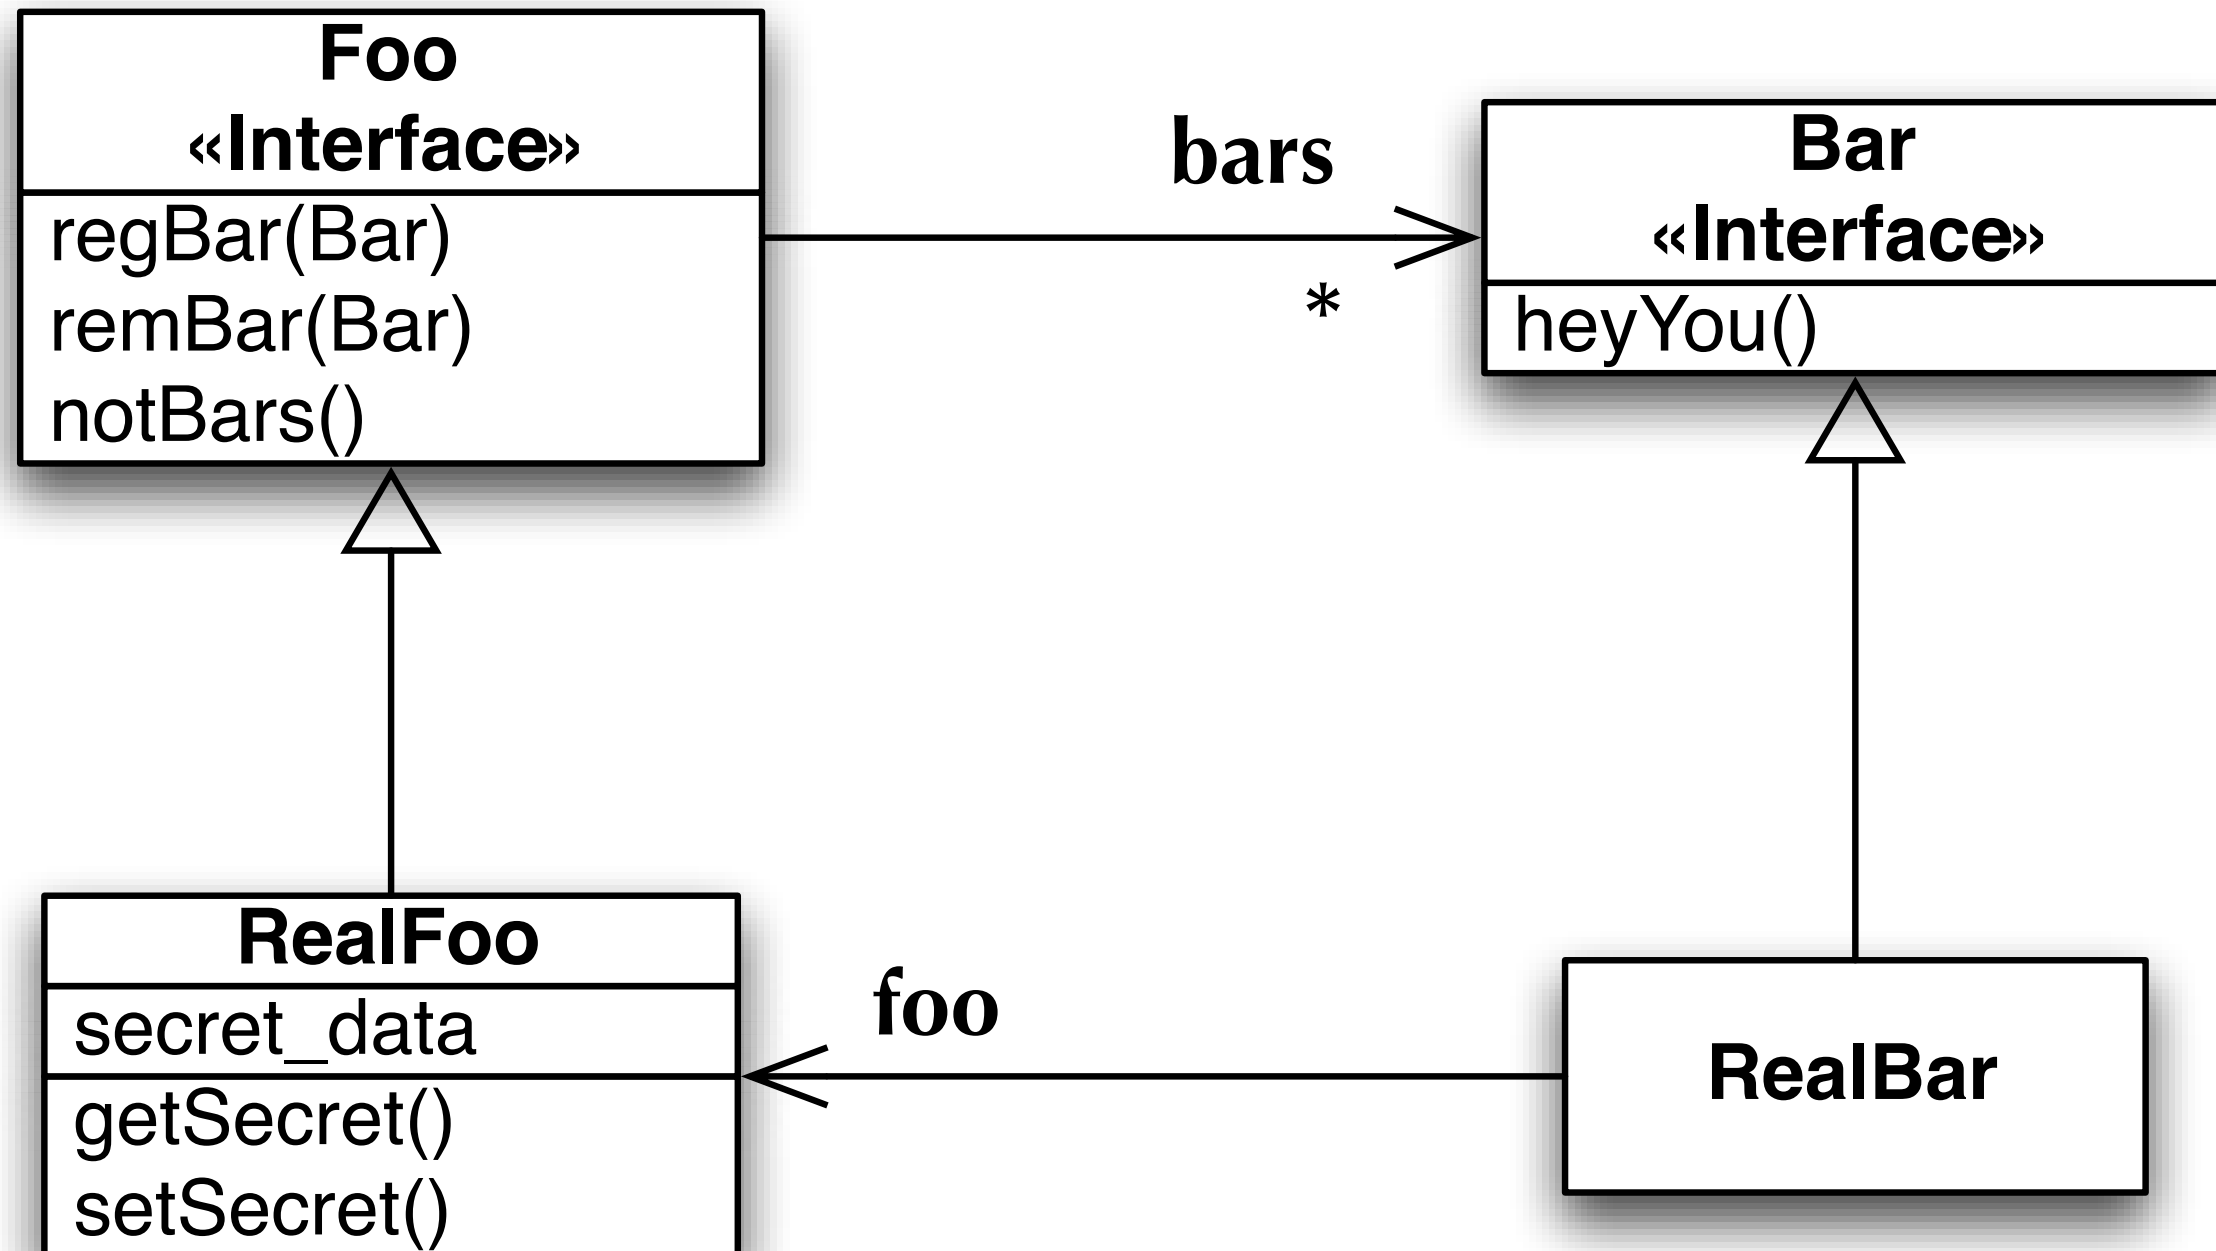 Foo
«Interface»
regBar(Bar)
remBar(Bar)
notBars()
bars
*
Bar
«Interface»
heyYou()
RealFoo
secret_data
getSecret()
setSecret()
foo
RealBar